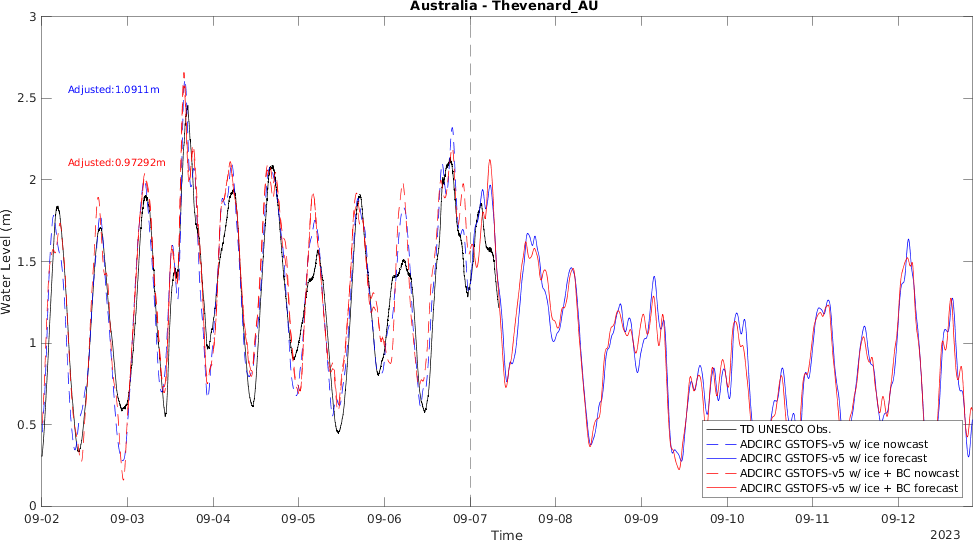 Australia - Thevenard_AU
3
2.5
2
1.5
1
0.5
0
Water Level (m)
Adjusted:1.0911m
Adjusted:0.97292m
TD UNESCO Obs.
ADCIRC GSTOFS-v5 w/ ice nowcast
ADCIRC GSTOFS-v5 w/ ice forecast
ADCIRC GSTOFS-v5 w/ ice + BC nowcast
ADCIRC GSTOFS-v5 w/ ice + BC forecast
09-02 09-03 09-04 09-05 09-06 09-07 09-08 09-09 09-10 09-11 09-12
Time
2023